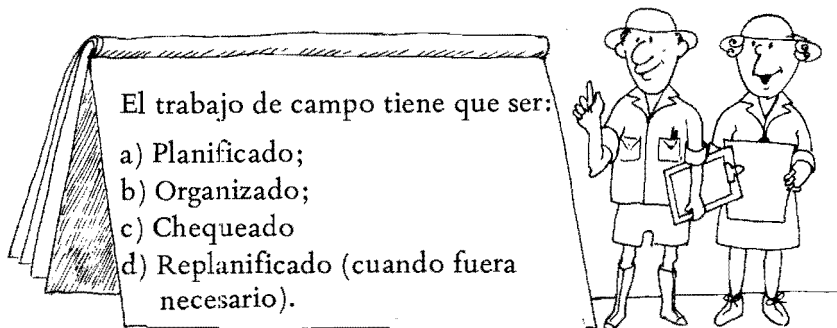 El trabajo de campo tiene que ser:
a) Planificado;
b) Organizado;
c) Chequeado
d) Replanificado (cuando fuera
necesario).